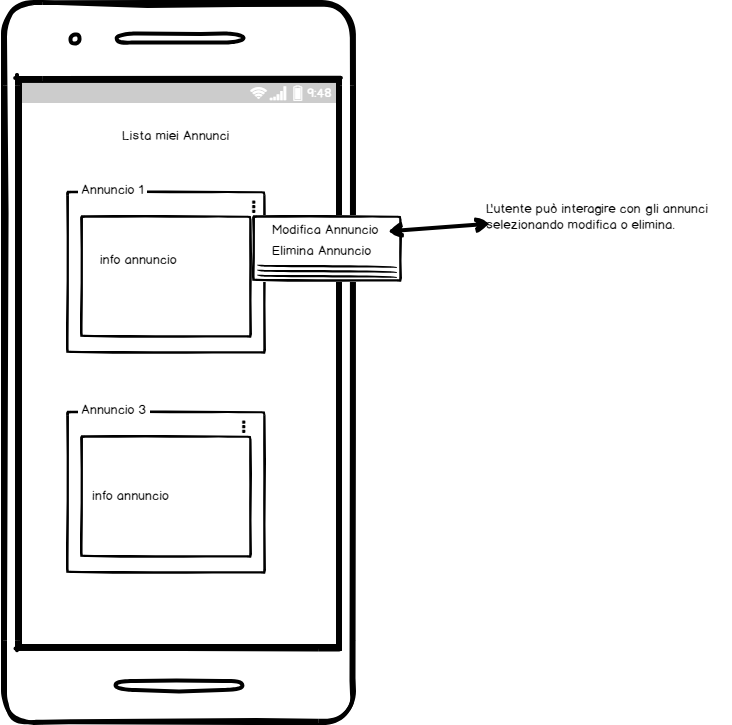 9:48
Lista miei Annunci
Annuncio 1
Modifica Annuncio
Elimina Annuncio
info annuncio
L'utente può interagire con gli annunci
selezionando modifica o elimina.
Annuncio 3
info annuncio